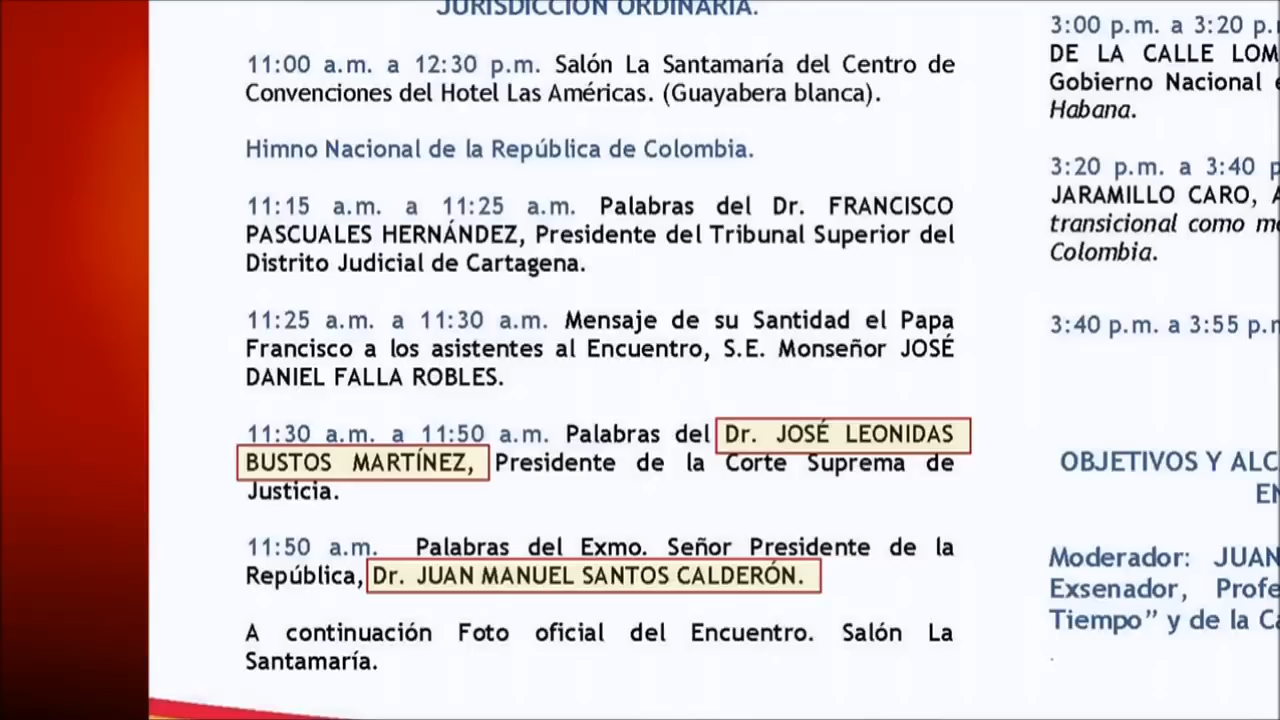 JURISDICCIÓN ORDINARIA.
11:00 a.m. a 12:30 p.m. Salón La Santamaría del Centro de
Convenciones del Hotel Las Américas. (Guayabera blanca).
Himno Nacional de la República de Colombia.
11:15 a.m. a 11:25 a.m. Palabras del Dr. FRANCISCO
PASCUALES HERNÁNDEZ, Presidente del Tribunal Superior del
Distrito Judicial de Cartagena.
11:25 a.m. a 11:30 a.m. Mensaje de su Santidad el Papa
Francisco a los asistentes al Encuentro, S.E. Monseñor JOSÉ
DANIEL FALLA ROBLES.
11:30 a.m. a 11:50 a.m. Palabras del Dr. JOSÉ LEONIDAS
BUSTOS MARTÍNEZ, Presidente de la Corte Suprema de
Justicia.
11:50 a.m. Palabras del Exmo. Señor Presidente de la
República, Dr. JUAN MANUEL SANTOS CALDERÓN.
A continuación Foto oficial del Encuentro. Salón La
Santamaría.
3:00 p.m. a 3:20 p.
DE LA CALLE LOM
Gobierno Nacional
Habana.
3:20 p.m. a 3:40
JARAMILLO CARO,
transicional como
Colombia.
3:40 p.m. a 3:55 p.
OBJETIVOS Y ALC
Moderador: JUAN
Exsenador, Profe
Tiempo” y de la